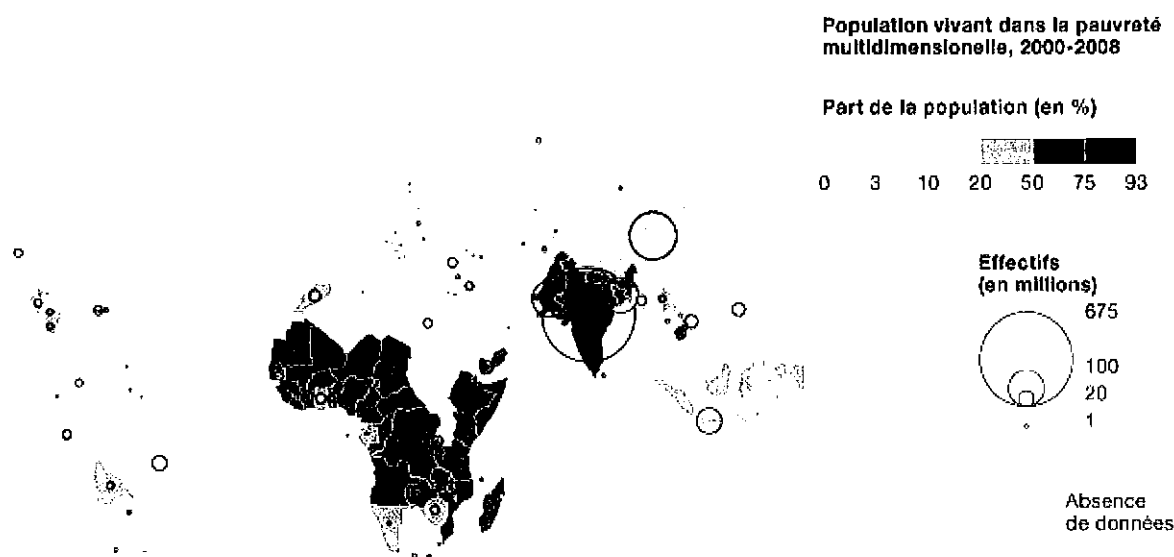 Population vivant dans la pauvreté
multidimensionelle, 2000-2008
Part de la population (en %)
0 3 10 20 50 75 93
Effectifs
(en millions)
675
100
20
1
Absence
de données